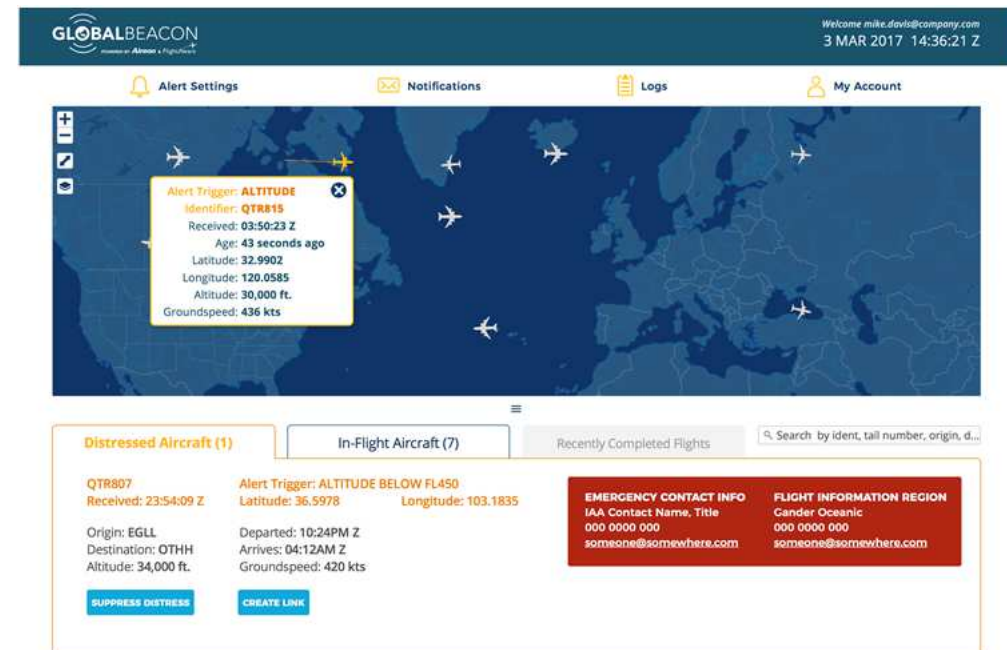 GLOBALBEACON
POWERED BY Aireon & FlightAware
Welcome mike.davis@company.com
3 MAR 2017 14:36:21 Z
Alert Settings
Notifications
Logs
My Account
Alert Trigger: ALTITUDE
Identifier: QTR815
Received: 03:50:23 Z
Age: 43 seconds ago
Latitude: 32.9902
Longitude: 120.0585
Altitude: 30,000 ft.
Groundspeed: 436 kts
Distressed Aircraft (1)
In-Flight Aircraft (7)
Recently Completed Flights
Search by ident, tail number, origin, d...
QTR807
Received: 23:54:09 Z
Alert Trigger: ALTITUDE BELOW FL450
Latitude: 36.5978 Longitude: 103.1835
Origin: EGLL
Destination: OTHH
Altitude: 34,000 ft.
Departed: 10:24PM Z
Arrives: 04:12AM Z
Groundspeed: 420 kts
SUPPRESS DISTRESS
CREATE LINK
EMERGENCY CONTACT INFO
IAA Contact Name, Title
000 0000 000
someone@somewhere.com
FLIGHT INFORMATION REGION
Gander Oceanic
000 0000 000
someone@somewhere.com